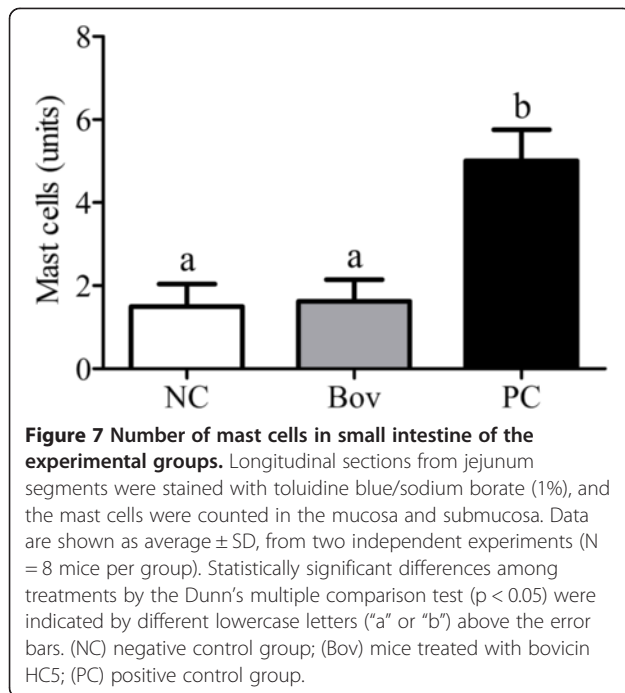 8
6
4
2
0
Mast cells (units)
a
a
b
NC
Bov
PC
Figure 7 Number of mast cells in small intestine of the
experimental groups. Longitudinal sections from jejunum
segments were stained with toluidine blue/sodium borate (1%), and
the mast cells were counted in the mucosa and submucosa. Data
are shown as average ± SD, from two independent experiments (N
= 8 mice per group). Statistically significant differences among
treatments by the Dunn's multiple comparison test (p < 0.05) were
indicated by different lowercase letters ("a" or "b") above the error
bars. (NC) negative control group; (Bov) mice treated with bovicin
HC5; (PC) positive control group.